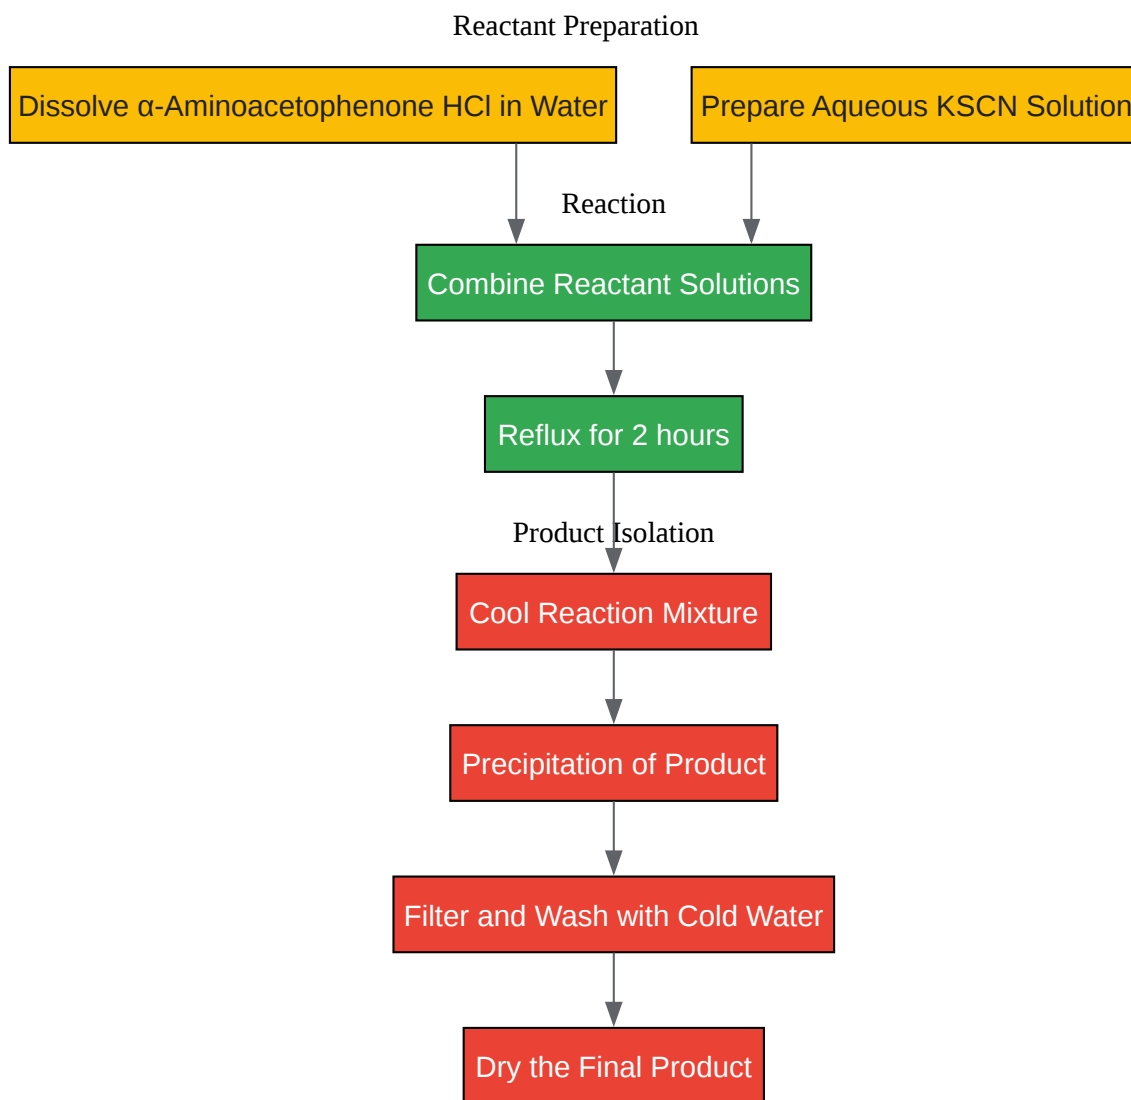 Reactant Preparation
Dissolve α-Aminoacetophenone HCl in Water
Prepare Aqueous KSCN Solution
Reaction
Combine Reactant Solutions
Reflux for 2 hours
Product Isolation
Cool Reaction Mixture
Precipitation of Product
Filter and Wash with Cold Water
Dry the Final Product